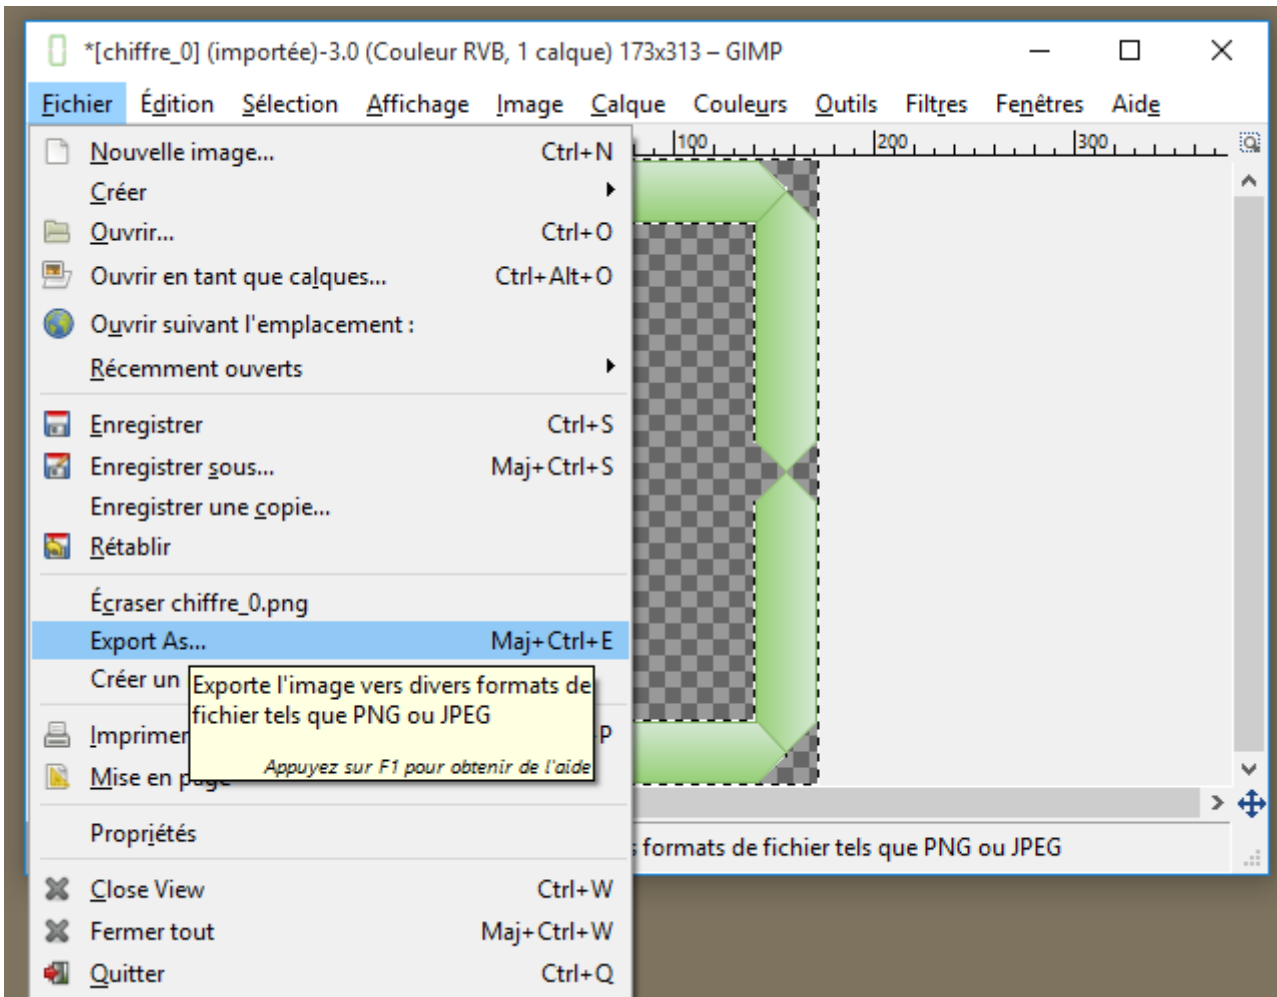 *[chiffre_0] (importée)-3.0 (Couleur RVB, 1 calque) 173x313 – GIMP
Fichier Édition Sélection Affichage Image Calque Couleurs Outils Filtres Fenêtres Aide
100 200 300
Nouvelle image... Ctrl+N
Créer
Ouvrir... Ctrl+O
Ouvrir en tant que calques... Ctrl+Alt+O
Ouvrir suivant l'emplacement :
Récemment ouverts
Enregistrer Ctrl+S
Enregistrer sous... Maj+Ctrl+S
Enregistrer une copie...
Rétablir
Écraser chiffre_0.png
Export As... Maj+Ctrl+E
Créer un
Exporte l'image vers divers formats de
fichier tels que PNG ou JPEG
Appuyez sur F1 pour obtenir de l'aide
Imprimer P
Mise en page
Propriétés
formats de fichier tels que PNG ou JPEG
Close View Ctrl+W
Fermer tout Maj+Ctrl+W
Quitter Ctrl+Q